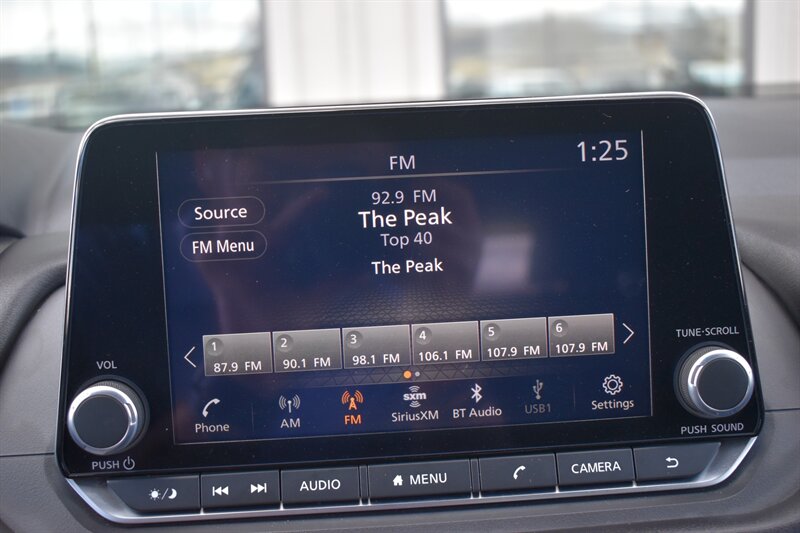 FM
1:25
92.9 FM
Source
The Peak
FM Menu
Top 40
The Peak
1 2 3 4 5 6
87.9 FM 90.1 FM 98.1 FM 106.1 FM 107.9 FM 107.9 FM
sxm
Phone AM FM SiriusXM BT Audio USB1 Settings
VOL
PUSH
TUNE·SCROLL
PUSH SOUND
AUDIO MENU CAMERA